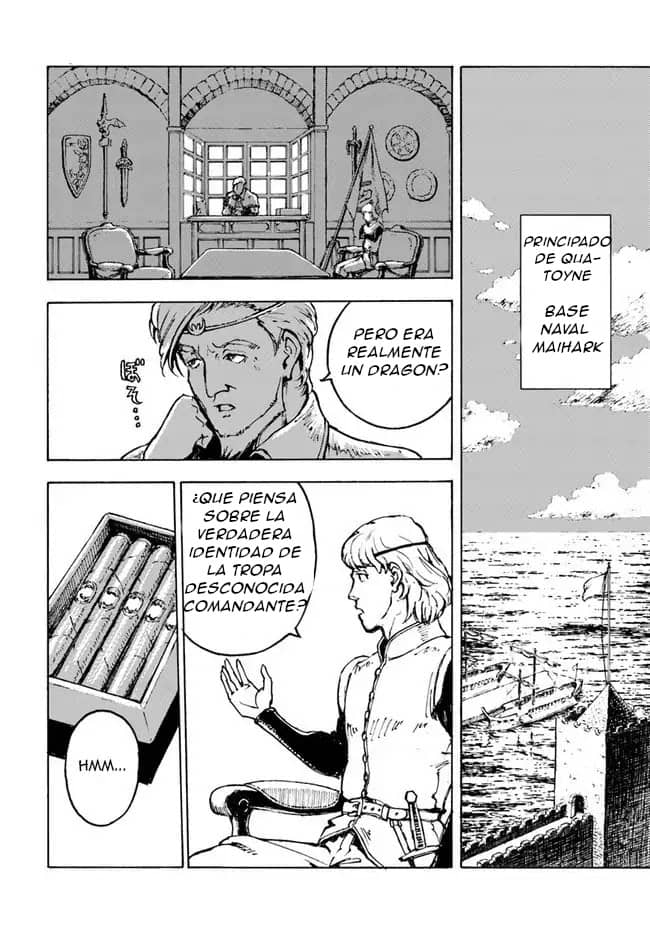 PRINCIPADO
DE QUA-
TOYNE
BASE
NAVAL
MAIHARK
PERO ERA
REALMENTE
UN DRAGON?
ぼそ…
¿QUE PIENSA
SOBRE LA
VERDADERA
IDENTIDAD DE
LA TROPA
DESCONOCIDA
COMANDANTE?
HMM...